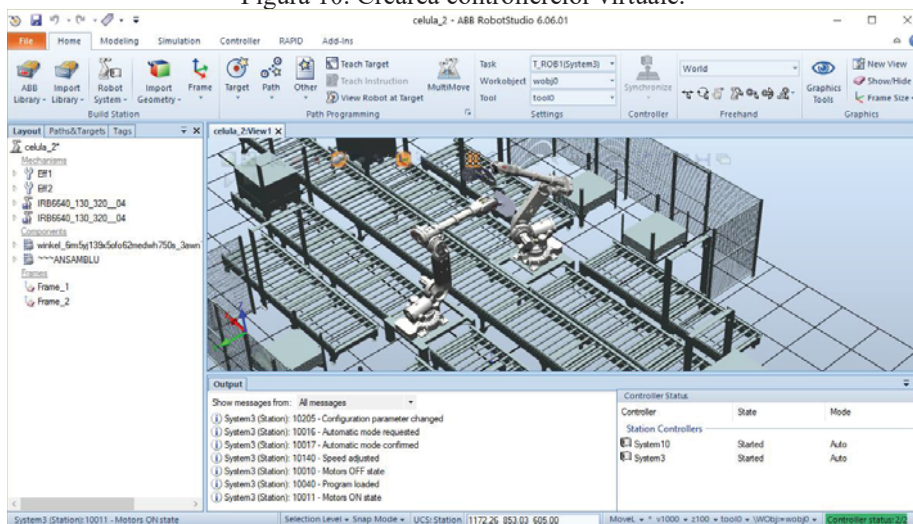 Figura 10. Crearea controllerelor virtuale.
celula_2 - ABB RobotStudio 6.06.01
File Home Modeling Simulation Controller RAPID Add-Ins
ABB Library Import Library Robot System Import Geometry Frame
Build Station
Target Path Other
Teach Target
Teach Instruction
View Robot at Target
MultiMove
Path Programming
Task T_ROB1(System3)
Workobject wobj0
Tool tool0
Settings
Synchronize
Controller
World
Freehand
Graphics Tools
New View
Show/Hide
Frame Size
Graphics
Layout Paths&Targets Tags
celula_2:View1
celula_2*
Mechanisms
Eff1
Eff2
IRB6640_130_320__04
IRB6640_130_320__04
Components
~~~ANSAMBLU
Frames
Frame_1
Frame_2
Output
Show messages from: All messages
System3 (Station): 10205 - Configuration parameter changed
System3 (Station): 10016 - Automatic mode requested
System3 (Station): 10017 - Automatic mode confirmed
System3 (Station): 10140 - Speed adjusted
System3 (Station): 10010 - Motors OFF state
System3 (Station): 10040 - Program loaded
System3 (Station): 10011 - Motors ON state
Controller Status
Controller State Mode
Station Controllers
System10 Started Auto
System3 Started Auto
System3 (Station): 10011 - Motors ON state
Selection Level Snap Mode UCS: Station 1172.26 853.03 605.00 MoveL * v1000 z100 tool0 \WObj:=wobj0 Controller status: 2/2